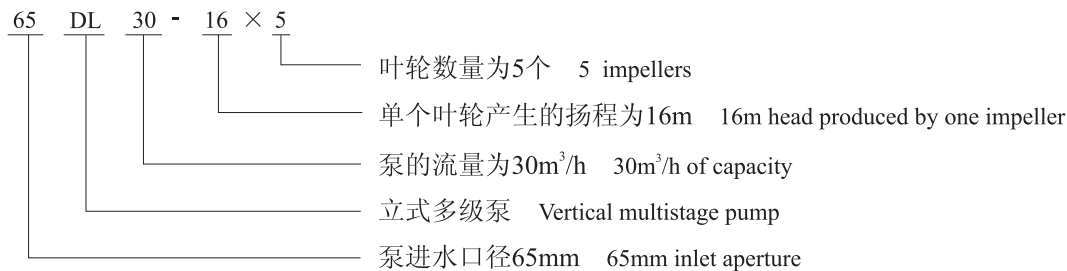 65 DL 30 - 16 × 5
叶轮数量为5个 5 impellers
单个叶轮产生的扬程为16m 16m head produced by one impeller
泵的流量为30m³/h 30m³/h of capacity
立式多级泵 Vertical multistage pump
泵进水口径65mm 65mm inlet aperture